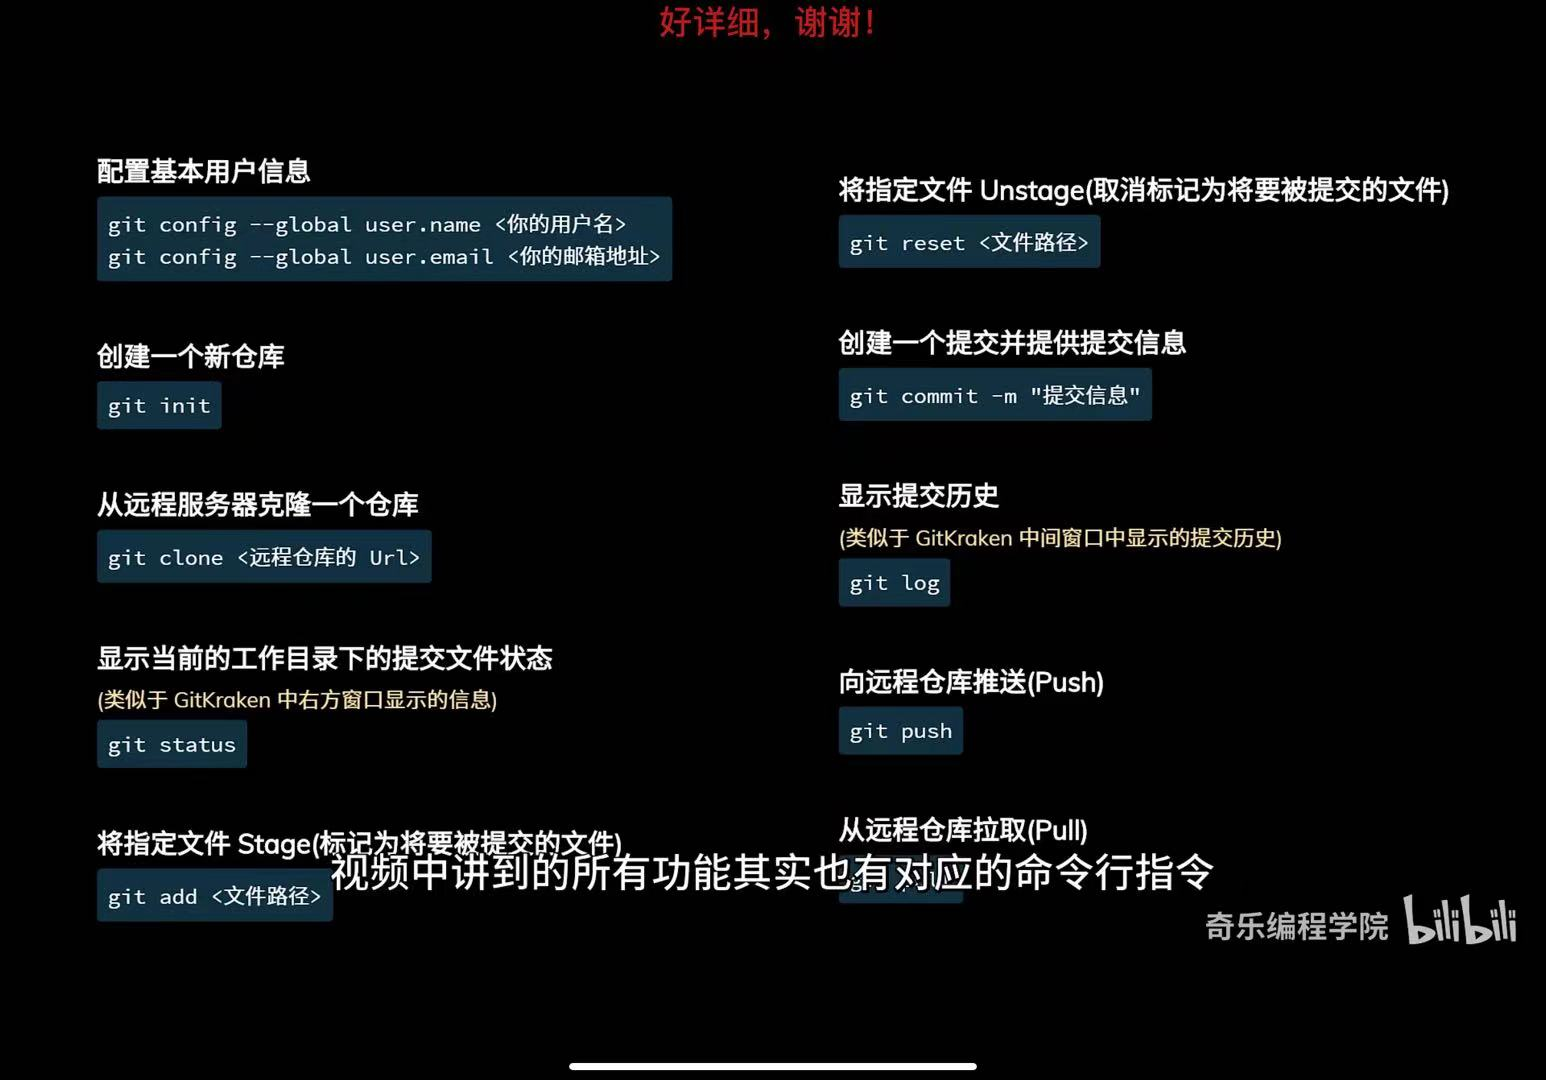 好详细，谢谢！
配置基本用户信息
git config --global user.name <你的用户名>
git config --global user.email <你的邮箱地址>
创建一个新仓库
git init
从远程服务器克隆一个仓库
git clone <远程仓库的 Url>
显示当前的工作目录下的提交文件状态
(类似于 GitKraken 中右方窗口显示的信息)
git status
将指定文件 Stage(标记为将要被提交的文件)
git add <文件路径>
将指定文件 Unstage(取消标记为将要被提交的文件)
git reset <文件路径>
创建一个提交并提供提交信息
git commit -m "提交信息"
显示提交历史
(类似于 GitKraken 中间窗口中显示的提交历史)
git log
向远程仓库推送(Push)
git push
从远程仓库拉取(Pull)
视频中讲到的所有功能其实也有对应的命令行指令
奇乐编程学院 bilibili